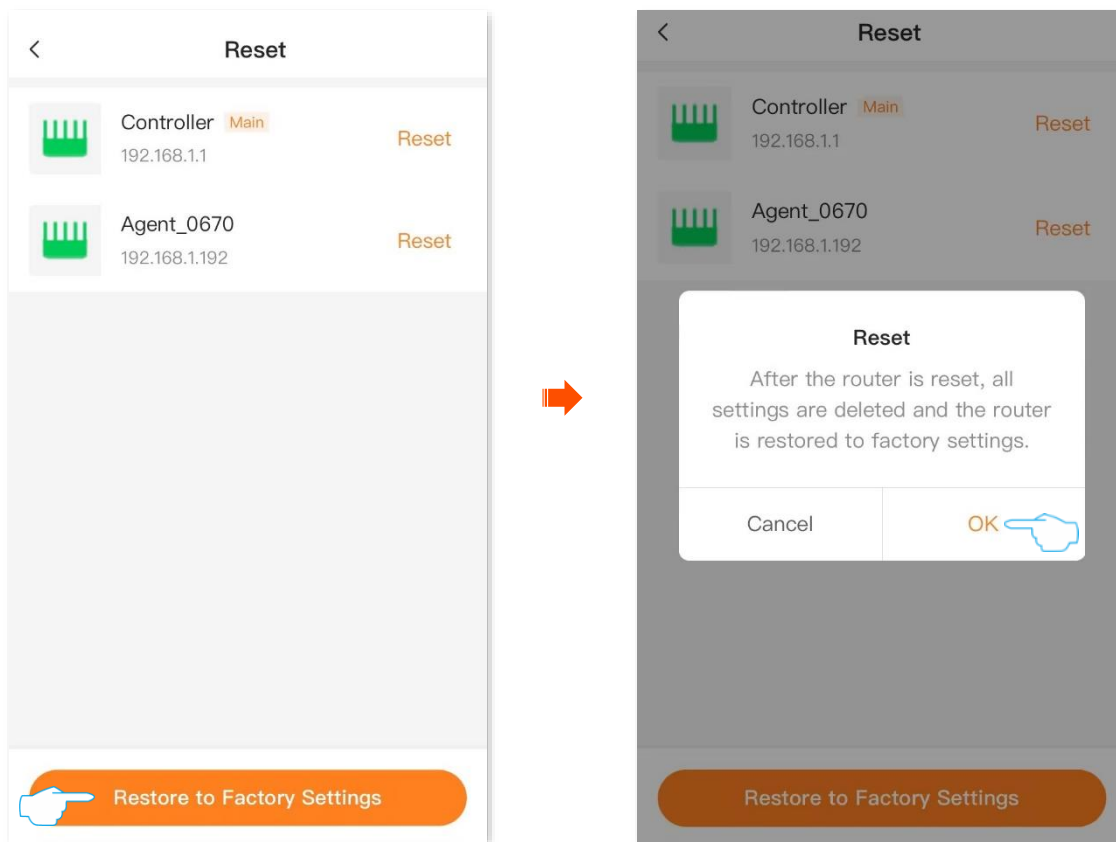 Reset
Controller Main
192.168.1.1
Reset
Agent_0670
192.168.1.192
Reset
Restore to Factory Settings
Reset
Controller Main
192.168.1.1
Reset
Agent_0670
192.168.1.192
Reset
Reset
After the router is reset, all
settings are deleted and the router
is restored to factory settings.
Cancel
OK
Restore to Factory Settings